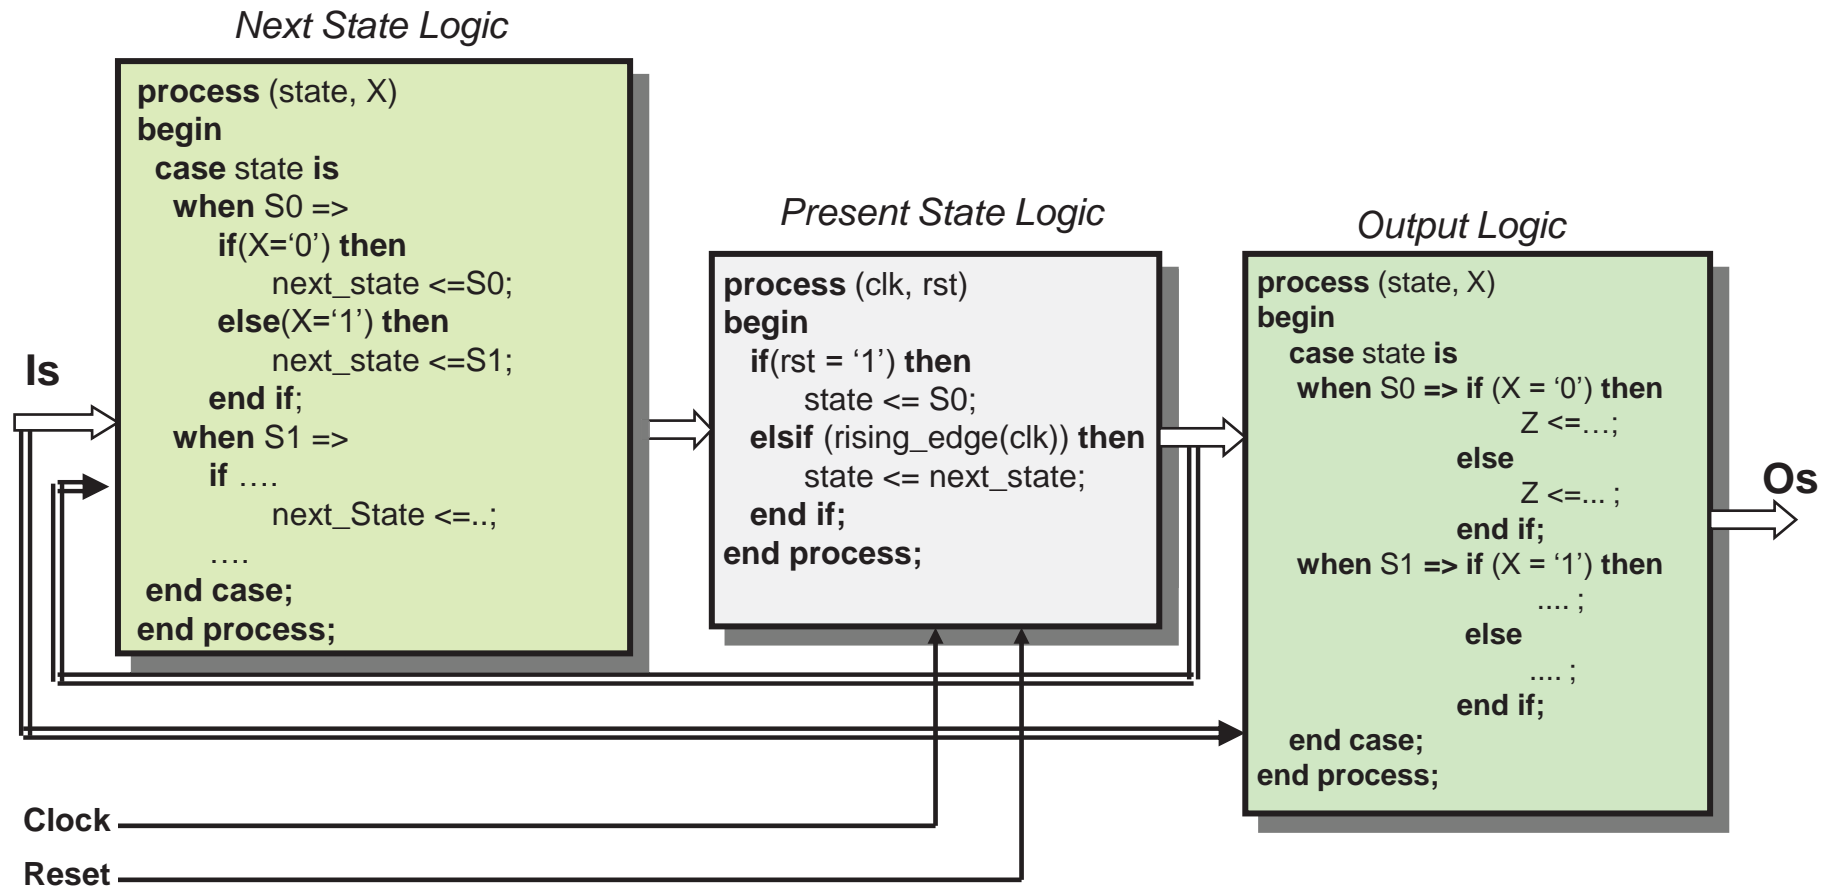 Next State Logic
process (state, X)
begin
case state is
when S0 =>
if(X=‘0’) then
next_state <=S0;
else(X=‘1’) then
next_state <=S1;
end if;
when S1 =>
if ….
next_State <=..;
….
end case;
end process;
Present State Logic
process (clk, rst)
begin
if(rst = ‘1’) then
state <= S0;
elsif (rising_edge(clk)) then
state <= next_state;
end if;
end process;
Output Logic
process (state, X)
begin
case state is
when S0 => if (X = ‘0’) then
Z <=…;
else
Z <=... ;
end if;
when S1 => if (X = ‘1’) then
.... ;
else
.... ;
end if;
end case;
end process;
Is
Os
Clock
Reset